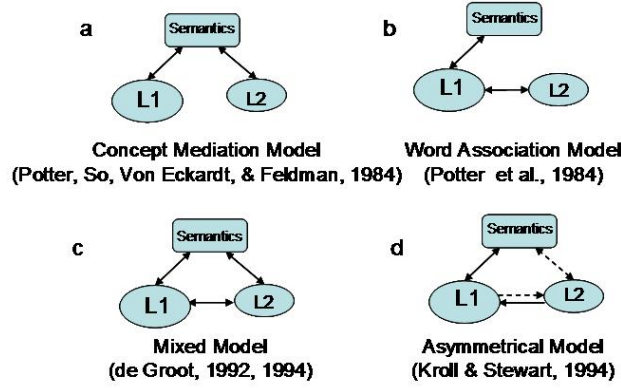 a
Semantics
L1
L2
Concept Mediation Model
(Potter, So, Von Eckardt, & Feldman, 1984)
b
Semantics
L1
L2
Word Association Model
(Potter et al., 1984)
c
Semantics
L1
L2
Mixed Model
(de Groot, 1992, 1994)
d
Semantics
L1
L2
Asymmetrical Model
(Kroll & Stewart, 1994)